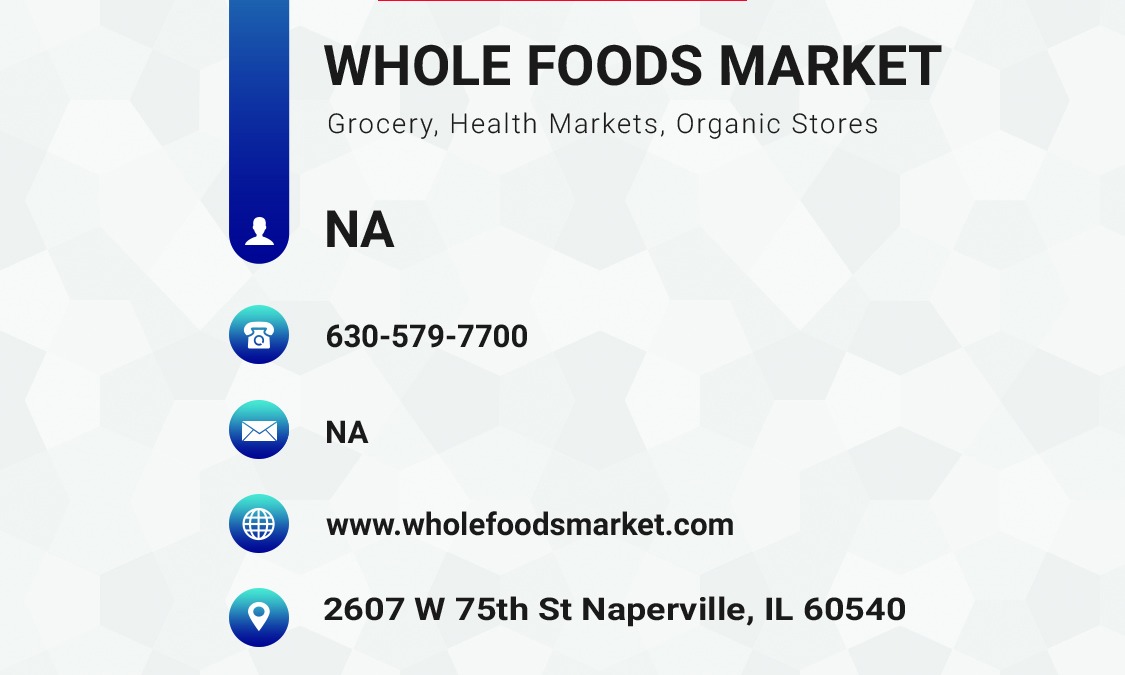 WHOLE FOODS MARKET
Grocery, Health Markets, Organic Stores
NA
630-579-7700
NA
www.wholefoodsmarket.com
2607 W 75th St Naperville, IL 60540